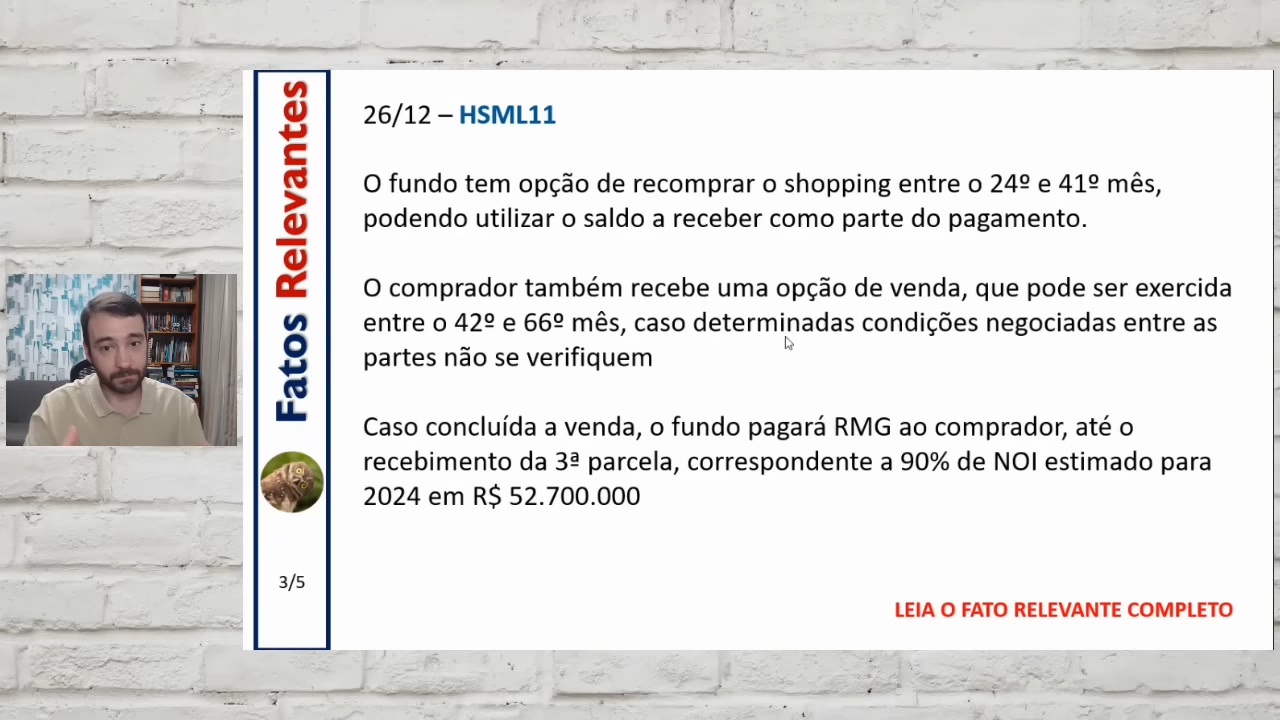 Fatos Relevantes
3/5
26/12 – HSML11
O fundo tem opção de recomprar o shopping entre o 24º e 41º mês,
podendo utilizar o saldo a receber como parte do pagamento.
O comprador também recebe uma opção de venda, que pode ser exercida
entre o 42º e 66º mês, caso determinadas condições negociadas entre as
partes não se verifiquem
Caso concluída a venda, o fundo pagará RMG ao comprador, até o
recebimento da 3ª parcela, correspondente a 90% de NOI estimado para
2024 em R$ 52.700.000
LEIA O FATO RELEVANTE COMPLETO